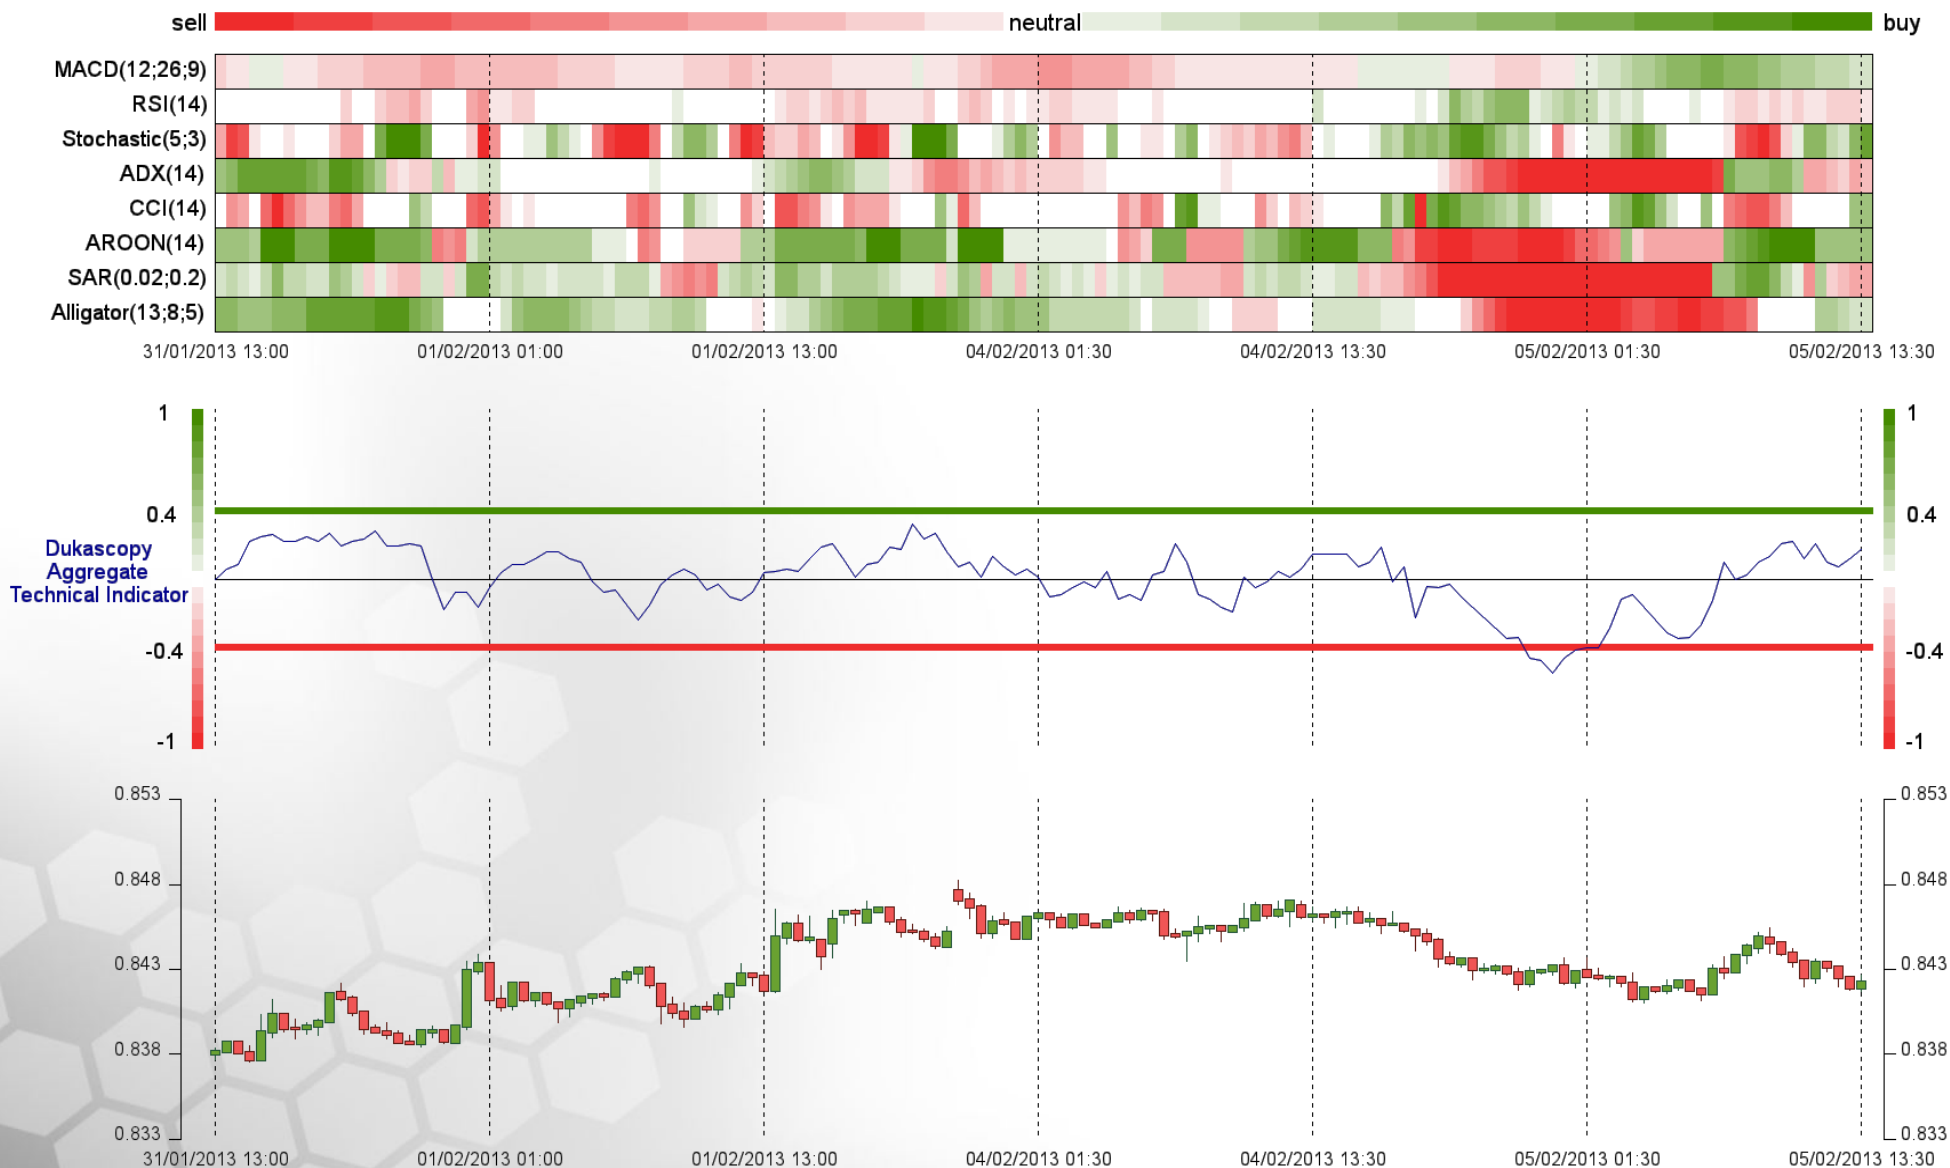 sell neutral buy
MACD(12;26;9)
RSI(14)
Stochastic(5;3)
ADX(14)
CCI(14)
AROON(14)
SAR(0.02;0.2)
Alligator(13;8;5)
31/01/2013 13:00 01/02/2013 01:00 01/02/2013 13:00 04/02/2013 01:30 04/02/2013 13:30 05/02/2013 01:30 05/02/2013 13:30
1 1
0.4 0.4
Dukascopy
Aggregate
Technical Indicator
-0.4 -0.4
-1 -1
0.853 0.853
0.848 0.848
0.843 0.843
0.838 0.838
0.833 0.833
31/01/2013 13:00 01/02/2013 01:00 01/02/2013 13:00 04/02/2013 01:30 04/02/2013 13:30 05/02/2013 01:30 05/02/2013 13:30